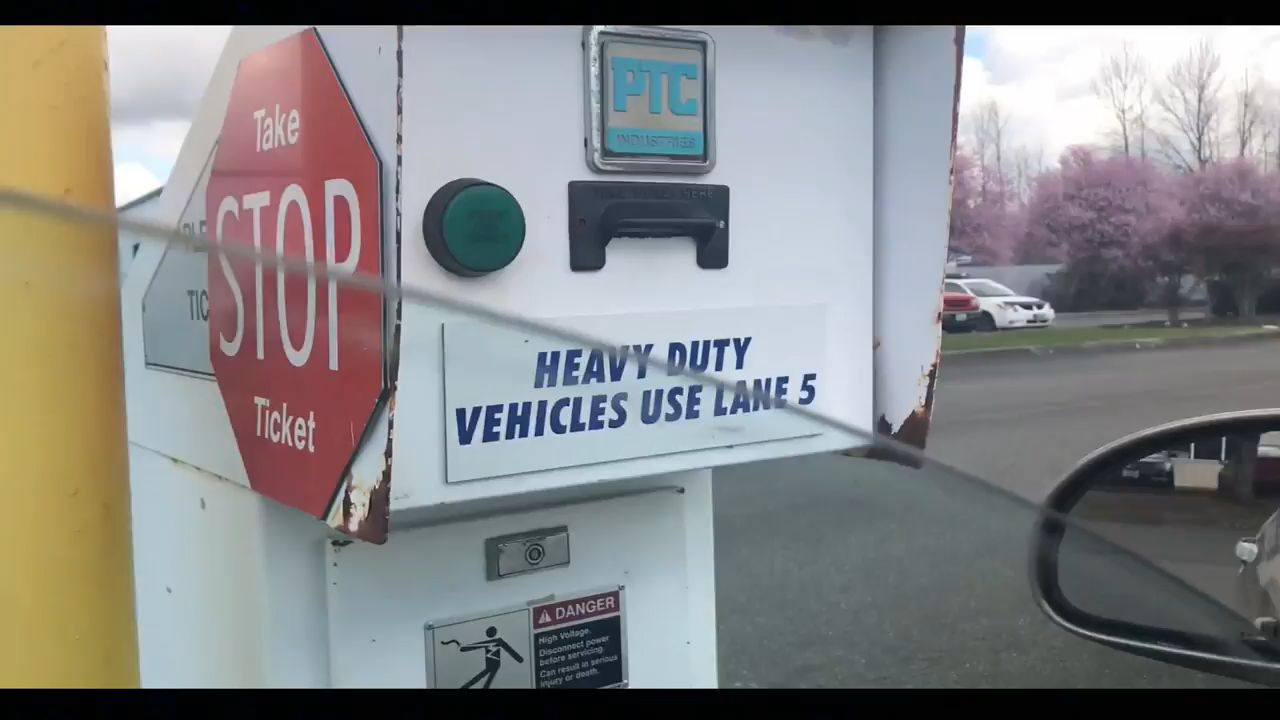 Take
STOP
Ticket
PTC
INDUSTRIES
HEAVY DUTY
VEHICLES USE LANE 5
DANGER
High Voltage.
Disconnect power
before servicing.
Can result in serious
injury or death.